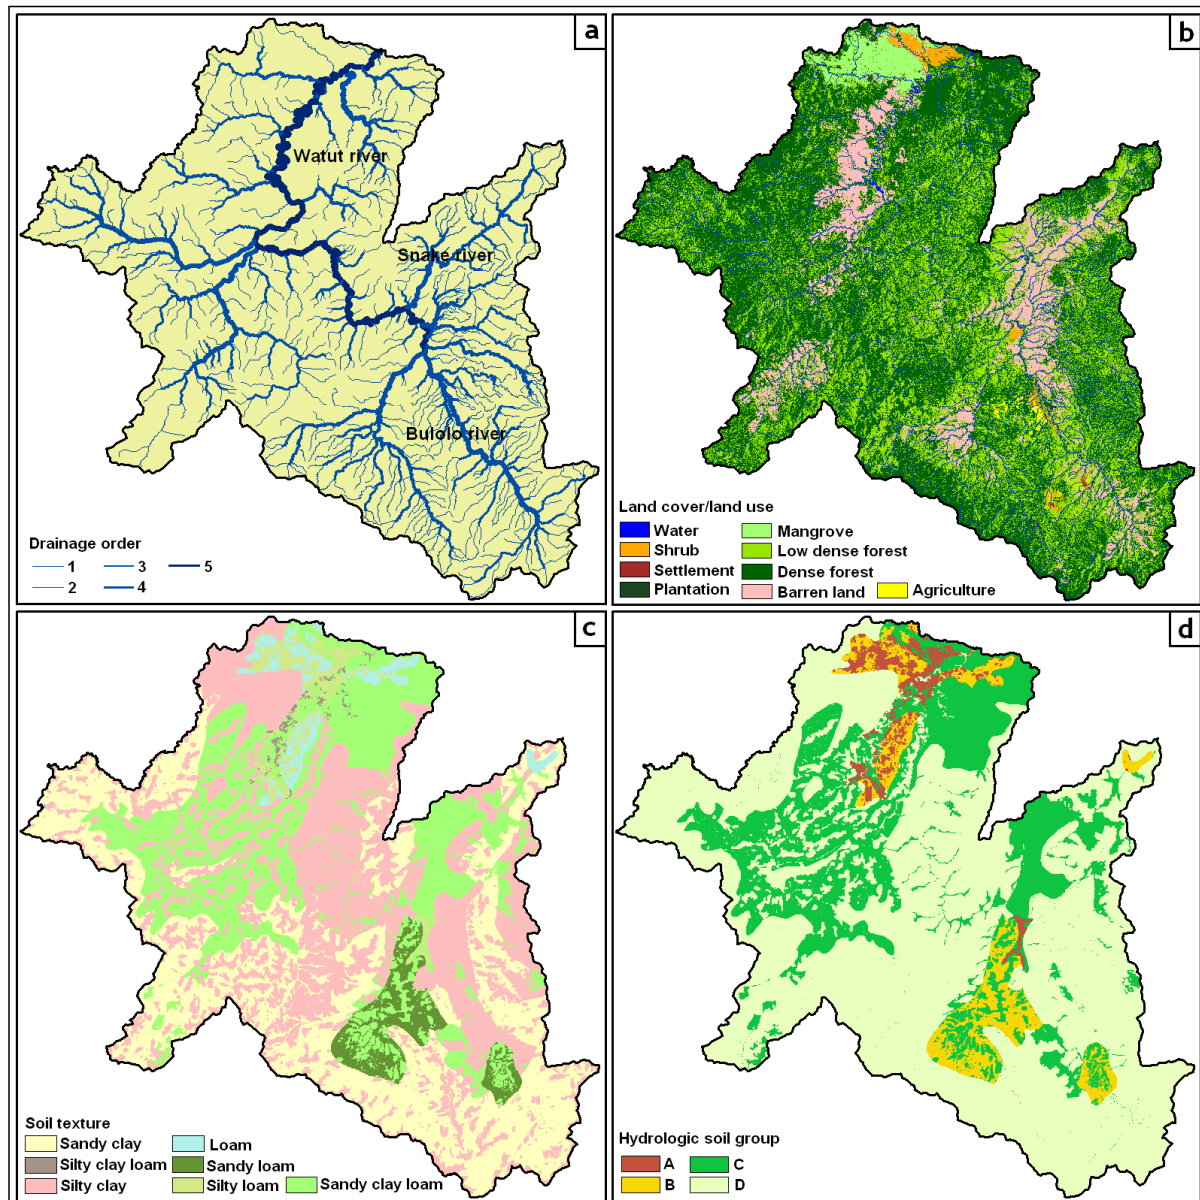 a
Watut river
Snake river
Bulolo river
Drainage order
1 3 5
2 4
b
Land cover/land use
Water Mangrove
Shrub Low dense forest
Settlement Dense forest
Plantation Barren land Agriculture
c
Soil texture
Sandy clay Loam
Silty clay loam Sandy loam
Silty clay Silty loam Sandy clay loam
d
Hydrologic soil group
A C
B D